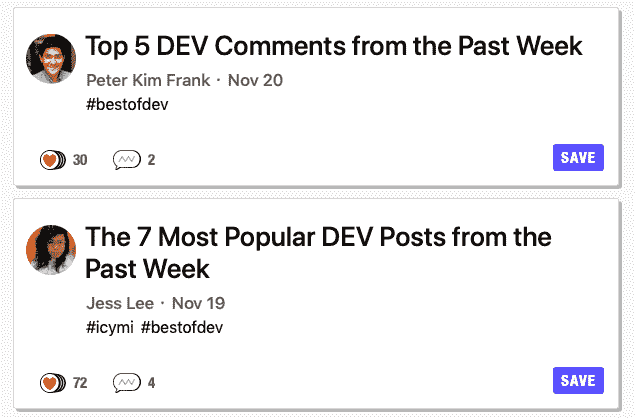 Top 5 DEV Comments from the Past Week
Peter Kim Frank · Nov 20
#bestofdev
30 2 SAVE
The 7 Most Popular DEV Posts from the
Past Week
Jess Lee · Nov 19
#icymi #bestofdev
72 4 SAVE